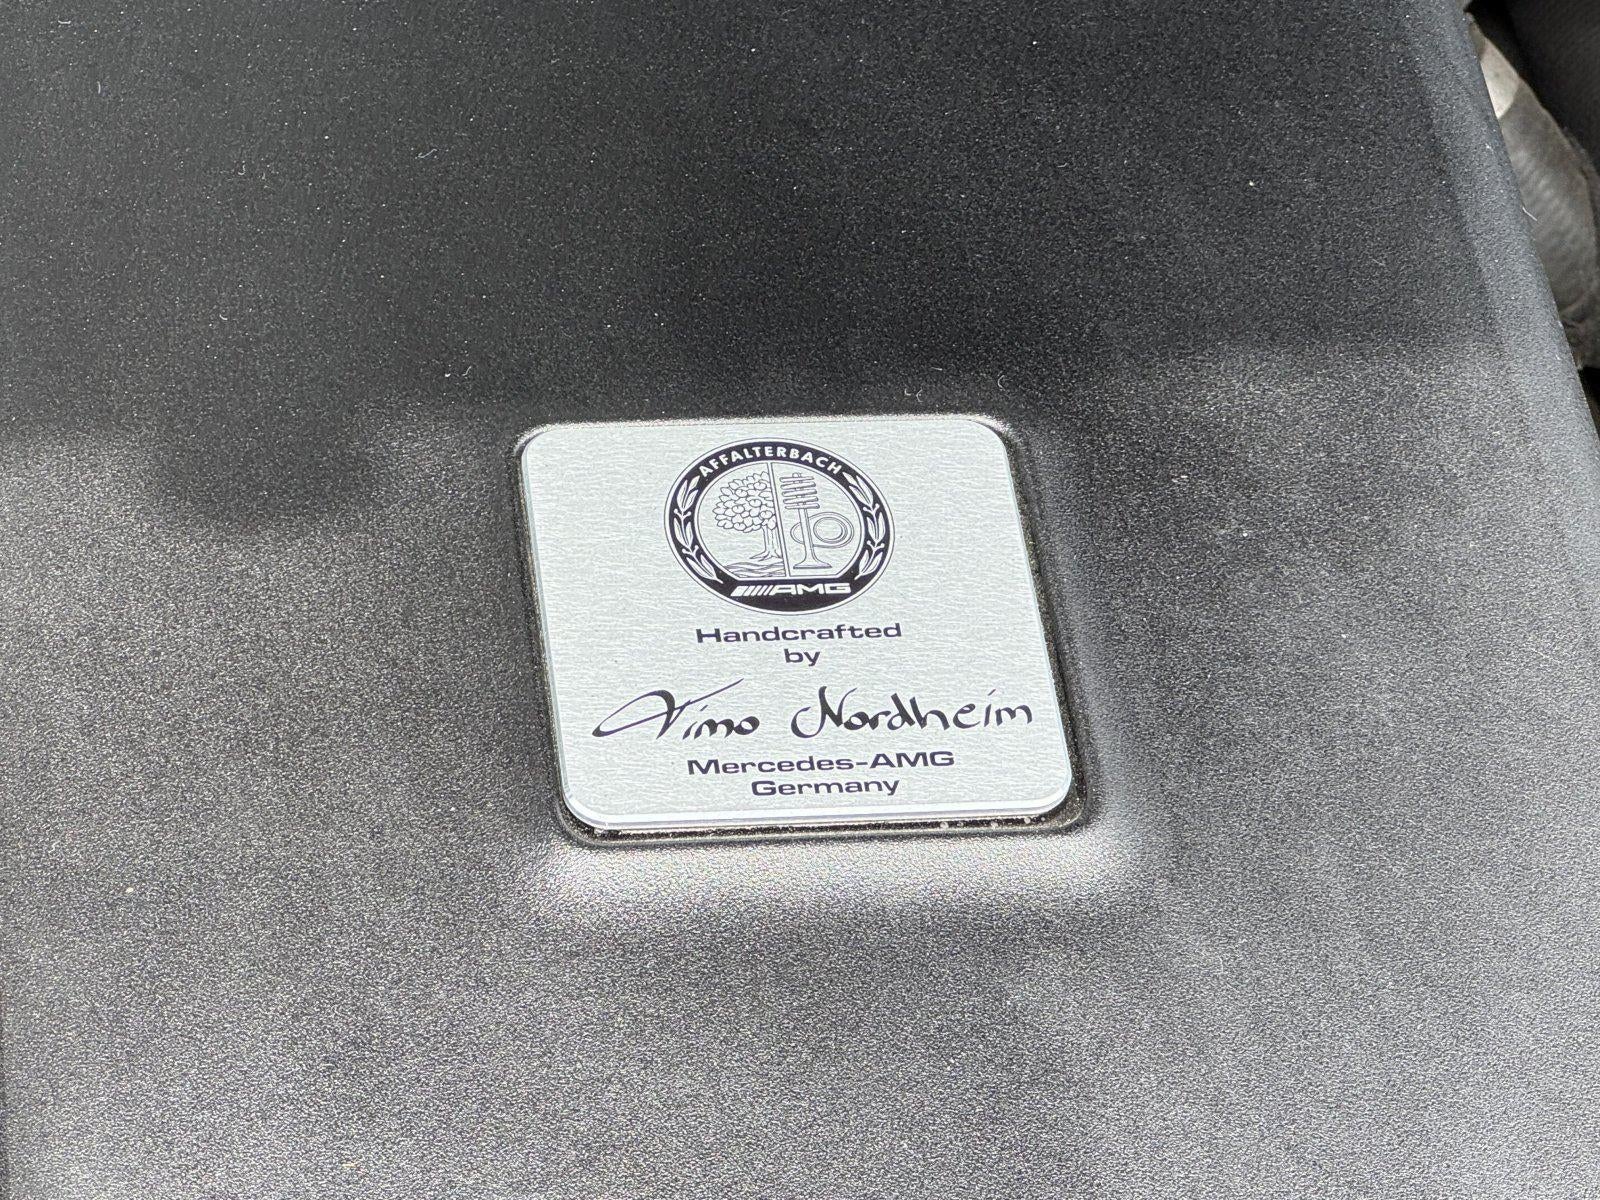 AFFALTERBACH
AMG
Handcrafted
by
Timo Nordheim
Mercedes-AMG
Germany